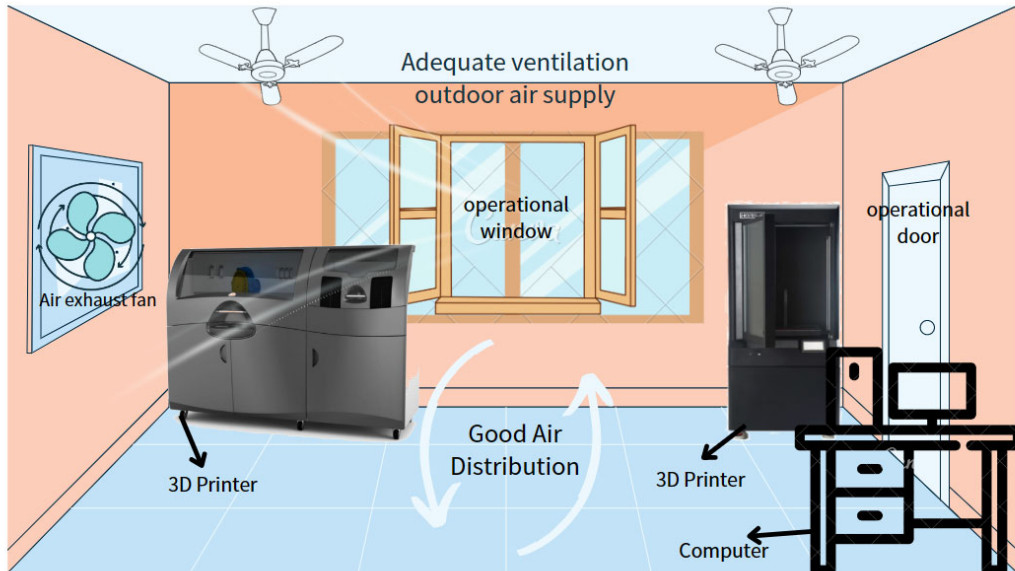 Adequate ventilation
outdoor air supply
operational
window
operational
door
Air exhaust fan
Good Air
Distribution
3D Printer
3D Printer
Computer